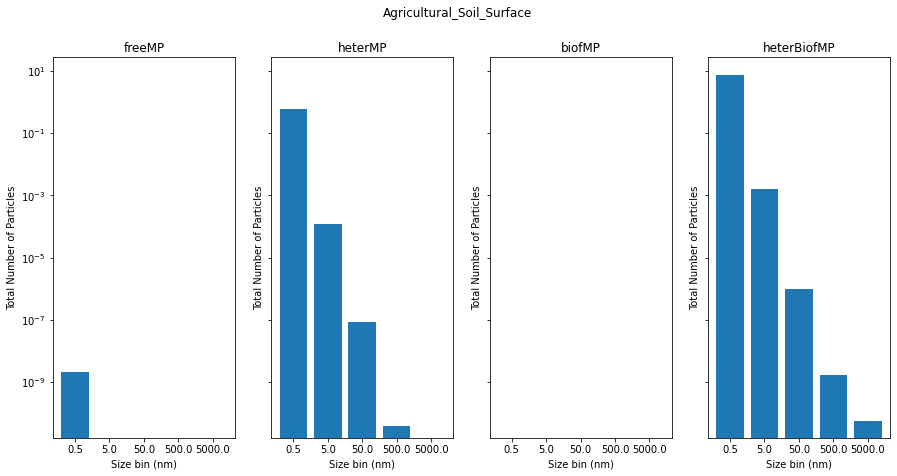 Agricultural_Soil_Surface
freeMP
heterMP
biofMP
heterBiofMP
Total Number of Particles
10^1
10^-1
10^-3
10^-5
10^-7
10^-9
0.5 5.0 50.0 500.0 5000.0
Size bin (nm)
Total Number of Particles
0.5 5.0 50.0 500.0 5000.0
Size bin (nm)
Total Number of Particles
0.5 5.0 50.0 500.0 5000.0
Size bin (nm)
Total Number of Particles
0.5 5.0 50.0 500.0 5000.0
Size bin (nm)